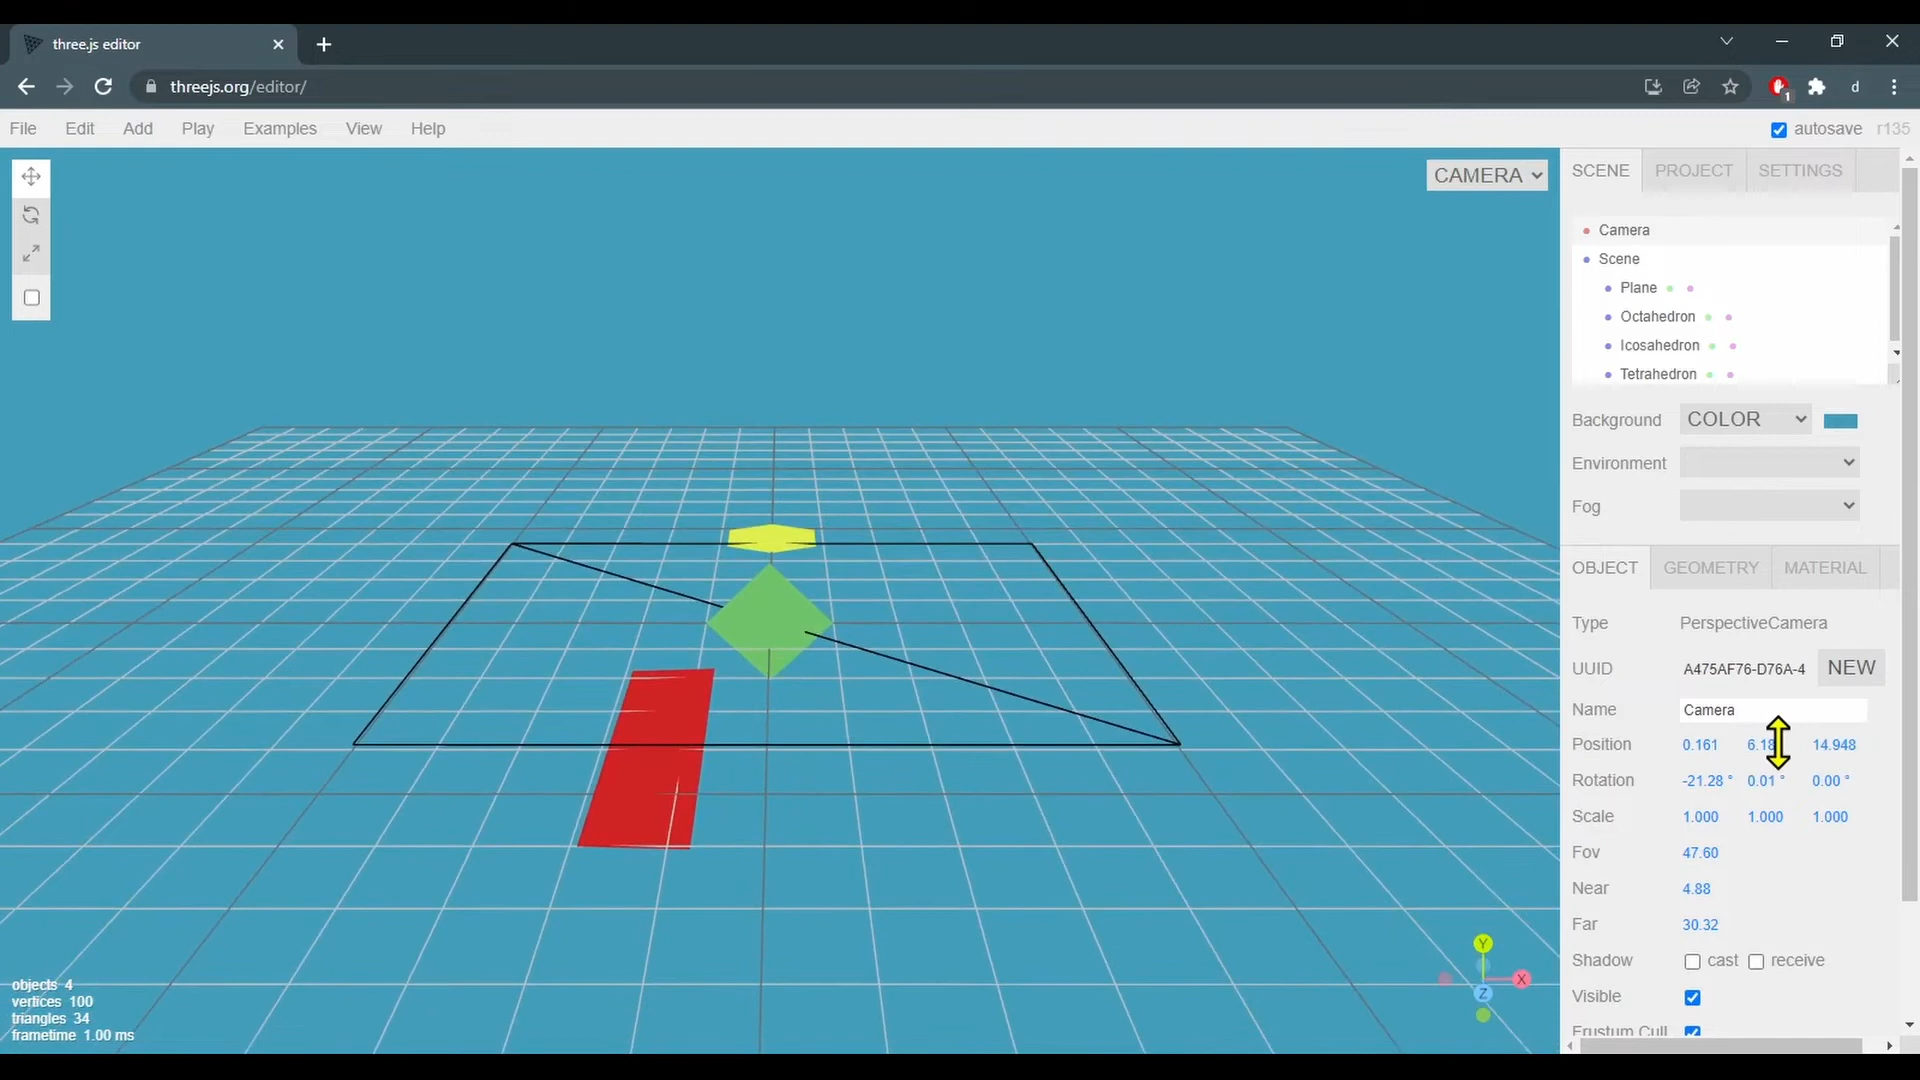 three.js editor
threejs.org/editor/
1
d
File Edit Add Play Examples View Help
autosave r135
CAMERA
SCENE PROJECT SETTINGS
Camera
Scene
Plane
Octahedron
Icosahedron
Tetrahedron
Background COLOR
Environment
Fog
OBJECT GEOMETRY MATERIAL
Type PerspectiveCamera
UUID A475AF76-D76A-4 NEW
Name Camera
Position 0.161 6.18 14.948
Rotation -21.28 ° 0.01 ° 0.00 °
Scale 1.000 1.000 1.000
Fov 47.60
Near 4.88
Far 30.32
Shadow cast receive
Visible
Frustum Cull
Y
X
Z
objects 4
vertices 100
triangles 34
frametime 1.00 ms